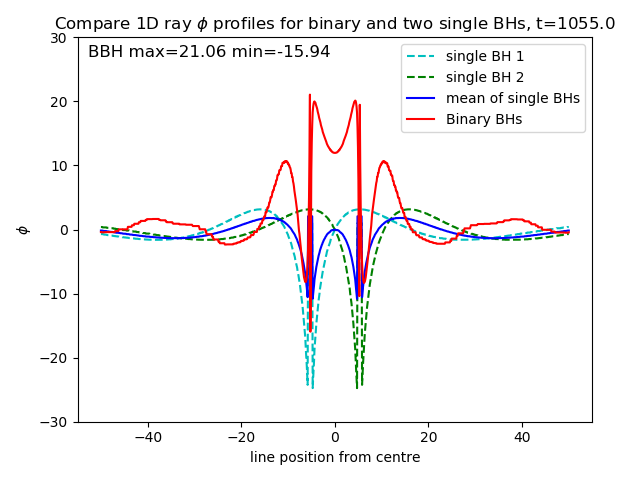 Compare 1D ray ϕ profiles for binary and two single BHs, t=1055.0
BBH max=21.06 min=-15.94
single BH 1
single BH 2
mean of single BHs
Binary BHs
30
20
10
0
−10
−20
−30
ϕ
−40
−20
0
20
40
line position from centre